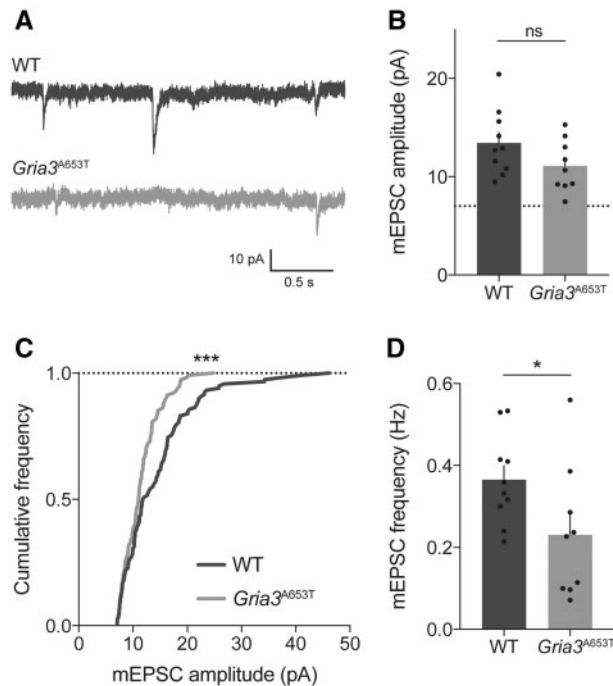 A
WT
Gria3A653T
10 pA
0.5 s
B
ns
mEPSC amplitude (pA)
20
10
0
WT
Gria3A653T
C
***
Cumulative frequency
1.0
0.5
0.0
WT
Gria3A653T
0 10 20 30 40 50
mEPSC amplitude (pA)
D
*
mEPSC frequency (Hz)
0.6
0.4
0.2
0.0
WT
Gria3A653T